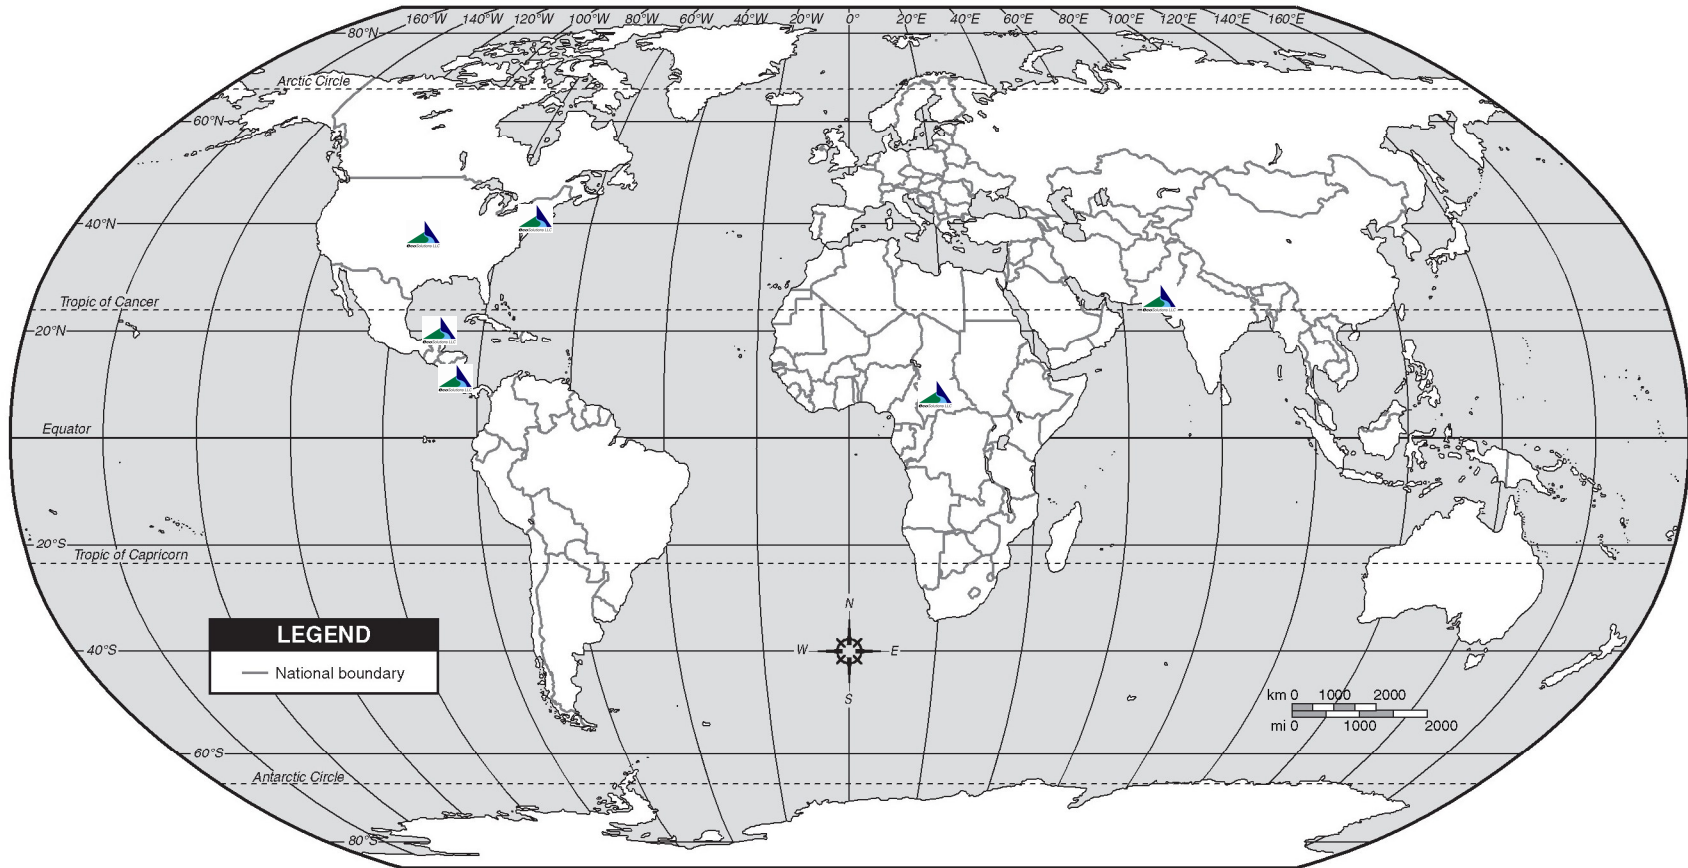 160°W 140°W 120°W 100°W 80°W 60°W 40°W 20°W 0° 20°E 40°E 60°E 80°E 100°E 120°E 140°E 160°E
80°N
Arctic Circle
60°N
40°N
Tropic of Cancer
20°N
Equator
20°S
Tropic of Capricorn
N
LEGEND
W E
40°S
National boundary
S
km 0 1000 2000
mi 0 1000 2000
60°S
Antarctic Circle
80°S